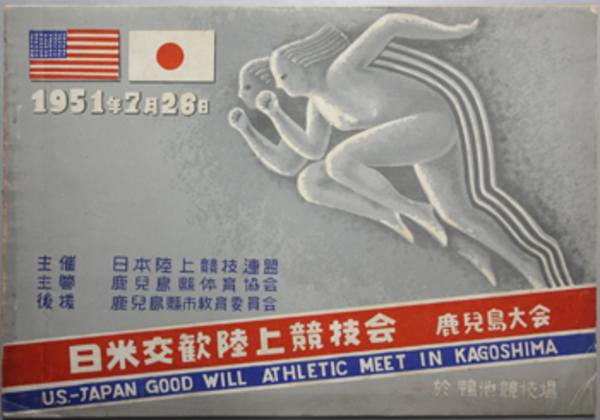 1951年7月26日
主催 日本陸上競技連盟
主管 鹿兒島縣体育協会
後援 鹿兒島縣市教育委員会
日米交歓陸上競技会 鹿兒島大会
US-JAPAN GOOD WILL ATHLETIC MEET IN KAGOSHIMA
於 鴨池競技場